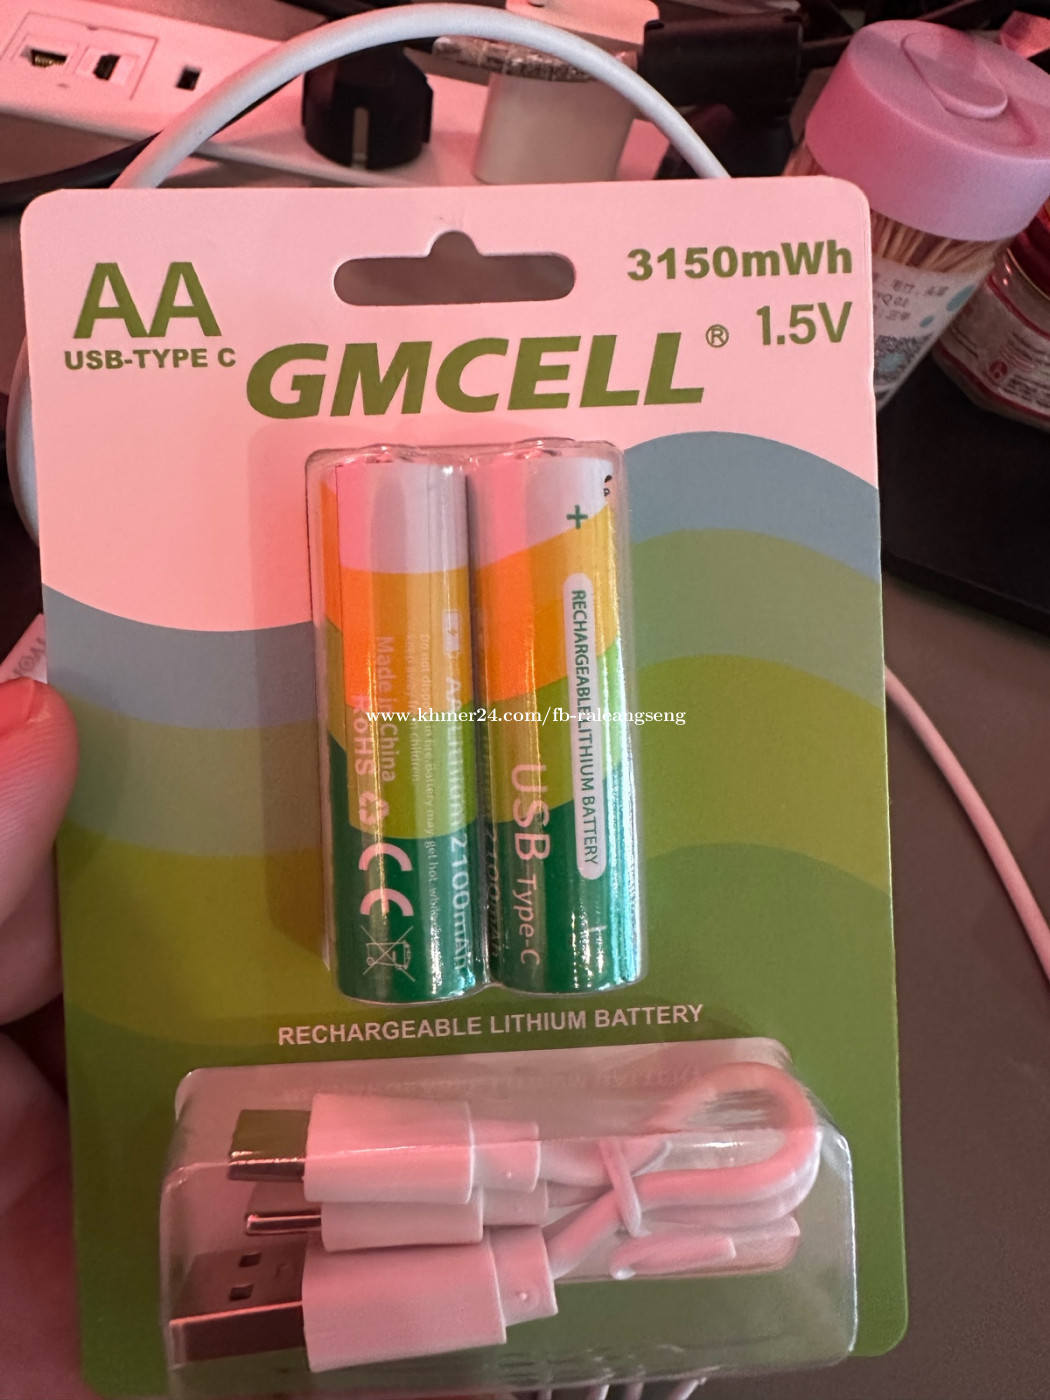 AA
USB-TYPE C
3150mWh
1.5V
GMCELL®
+
RECHARGEABLE LITHIUM BATTERY
USB Type-C
Made in China
RoHS
CE
www.khmer24.com/fb-raleangseng
RECHARGEABLE LITHIUM BATTERY